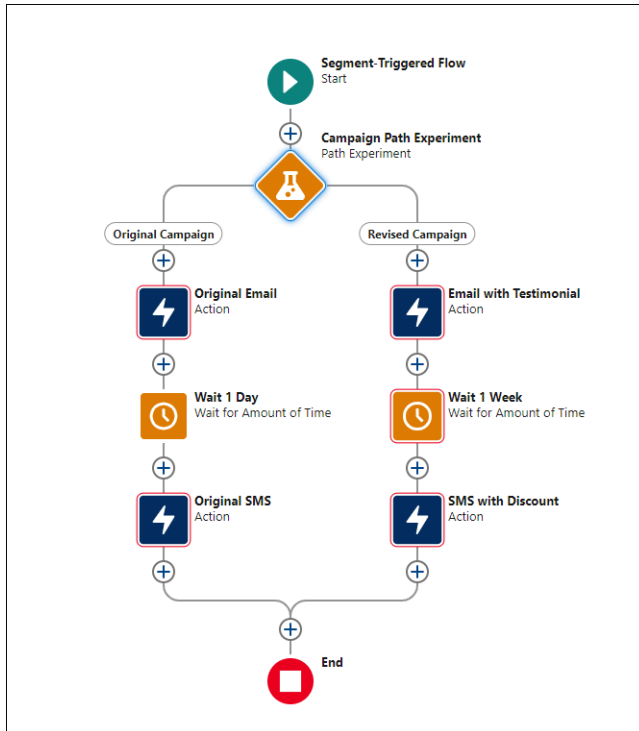 Segment-Triggered Flow
Start
Campaign Path Experiment
Path Experiment
Original Campaign
Revised Campaign
Original Email
Action
Email with Testimonial
Action
Wait 1 Day
Wait for Amount of Time
Wait 1 Week
Wait for Amount of Time
Original SMS
Action
SMS with Discount
Action
End